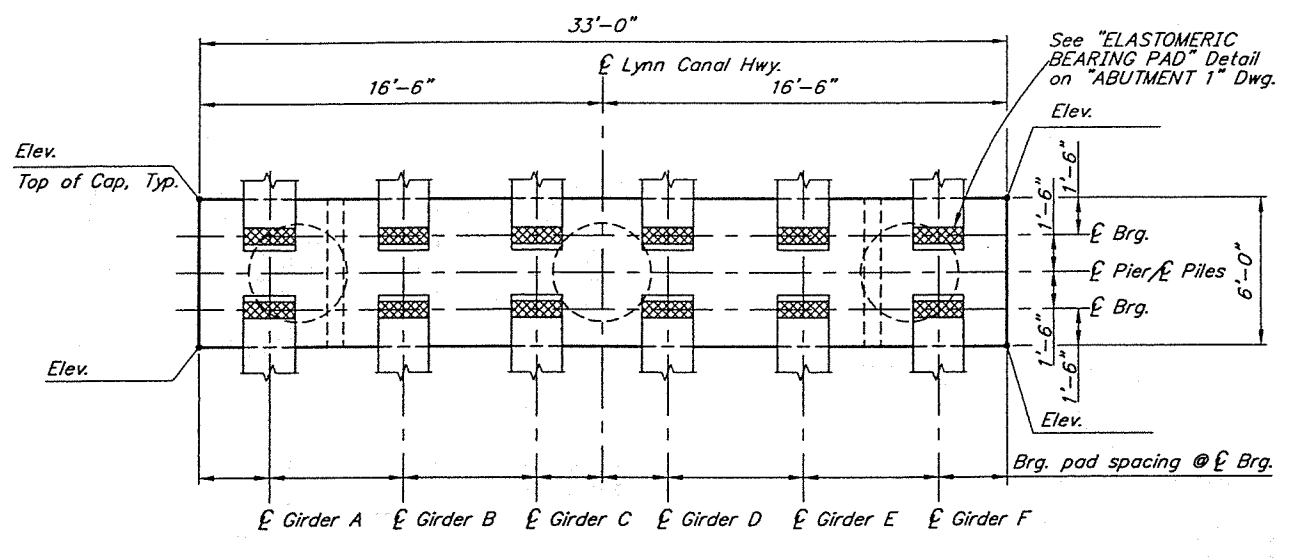 33'-0"
See "ELASTOMERIC
BEARING PAD" Detail
on "ABUTMENT 1" Dwg.
℄ Lynn Canal Hwy.
16'-6"
16'-6"
Elev.
Elev.
Top of Cap, Typ.
1'-6"
1'-6"
℄ Brg.
℄ Pier/℄ Piles
6'-0"
℄ Brg.
1'-6"
1'-6"
Elev.
Elev.
Brg. pad spacing @ ℄ Brg.
℄ Girder A
℄ Girder B
℄ Girder C
℄ Girder D
℄ Girder E
℄ Girder F